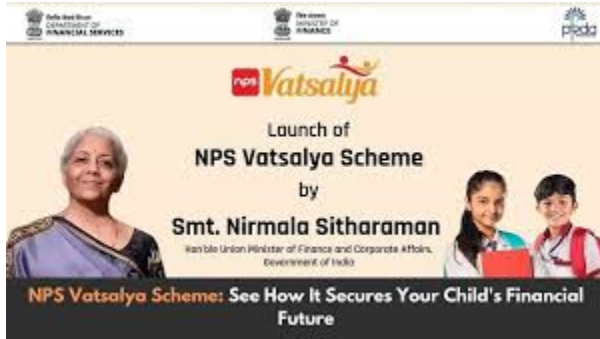 वित्तीय सेवाएं विभाग
DEPARTMENT OF
FINANCIAL SERVICES
वित्त मंत्रालय
MINISTRY OF
FINANCE
nps Vatsalya
Launch of
NPS Vatsalya Scheme
by
Smt. Nirmala Sitharaman
Hon'ble Union Minister of Finance and Corporate Affairs,
Government of India
NPS Vatsalya Scheme: See How It Secures Your Child's Financial
Future